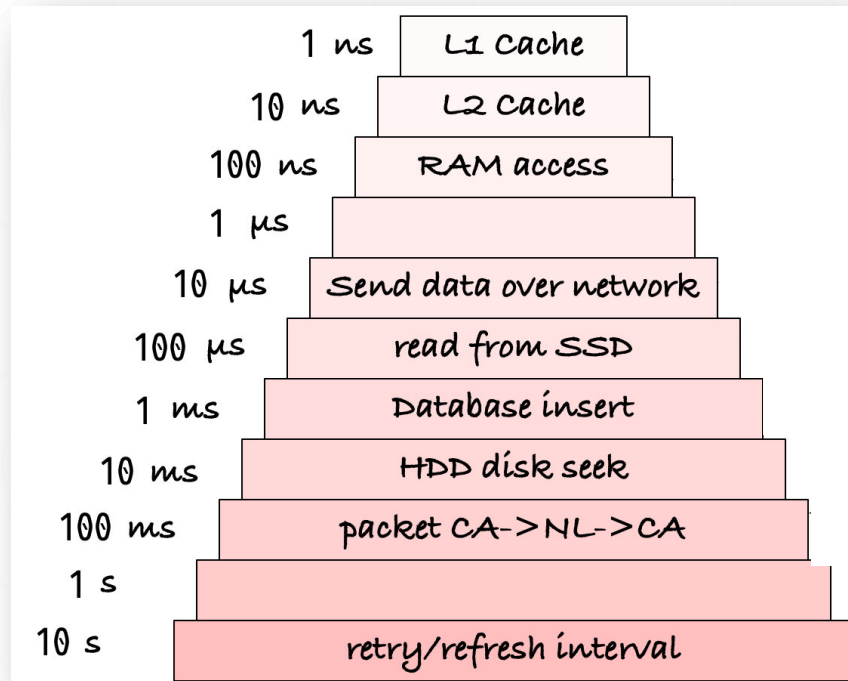 1 ns L1 Cache
10 ns L2 Cache
100 ns RAM access
1 µs
10 µs Send data over network
100 µs read from SSD
1 ms Database insert
10 ms HDD disk seek
100 ms packet CA->NL->CA
1 s
10 s retry/refresh interval